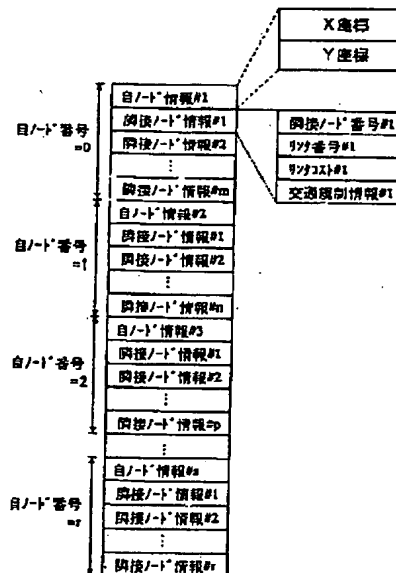 X座標
Y座標
自ノード情報#1
隣接ノード情報#1
隣接ノード情報#2
⋮
隣接ノード情報#m
自ノード番号
=0
隣接ノード番号#1
リンク番号#1
リンクコスト#1
交通規制情報#1
自ノード情報#2
隣接ノード情報#1
隣接ノード情報#2
⋮
隣接ノード情報#n
自ノード番号
=1
自ノード情報#3
隣接ノード情報#1
隣接ノード情報#2
⋮
隣接ノード情報=p
自ノード番号
=2
⋮
自ノード情報#s
隣接ノード情報#1
隣接ノード情報#2
⋮
隣接ノード情報#r
自ノード番号
=r